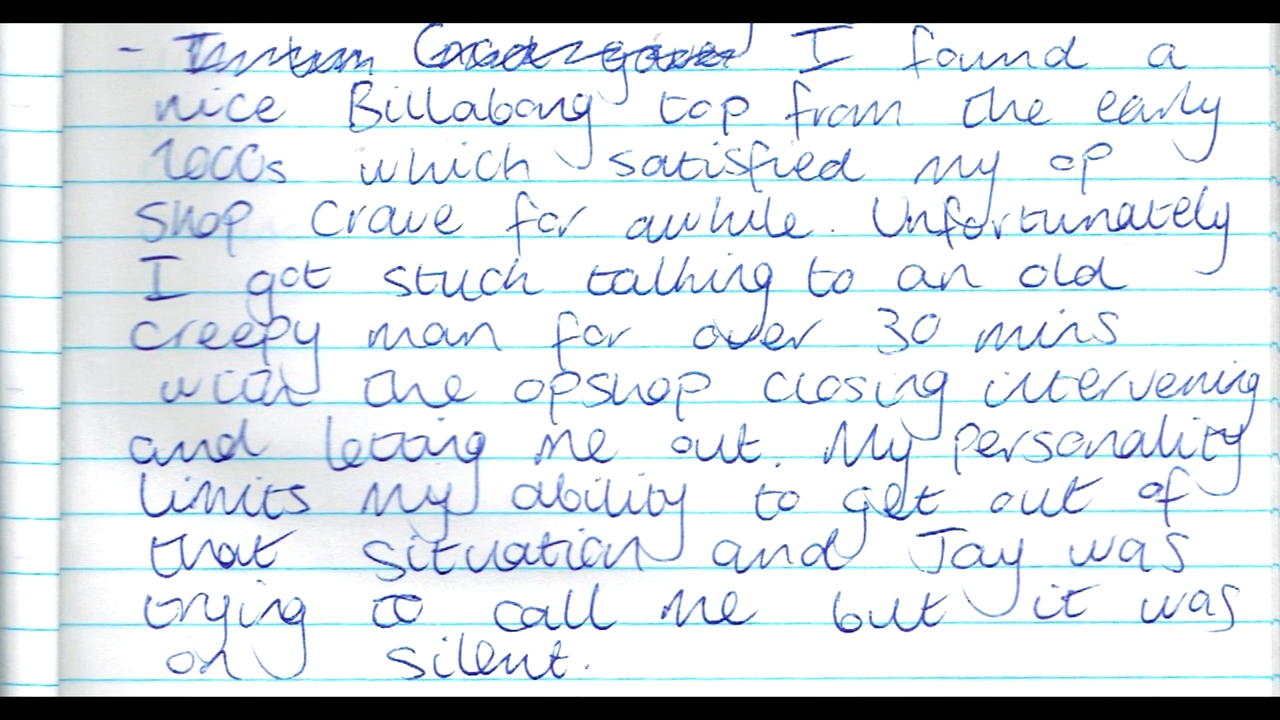 - I found a
nice Billabong top from the early
2000s which satisfied my op
shop crave for awhile. Unfortunately
I got stuck talking to an old
creepy man for over 30 mins
with the opshop closing intervening
and letting me out. My personality
limits my ability to get out of
that situation and Jay was
trying to call me but it was
on silent.